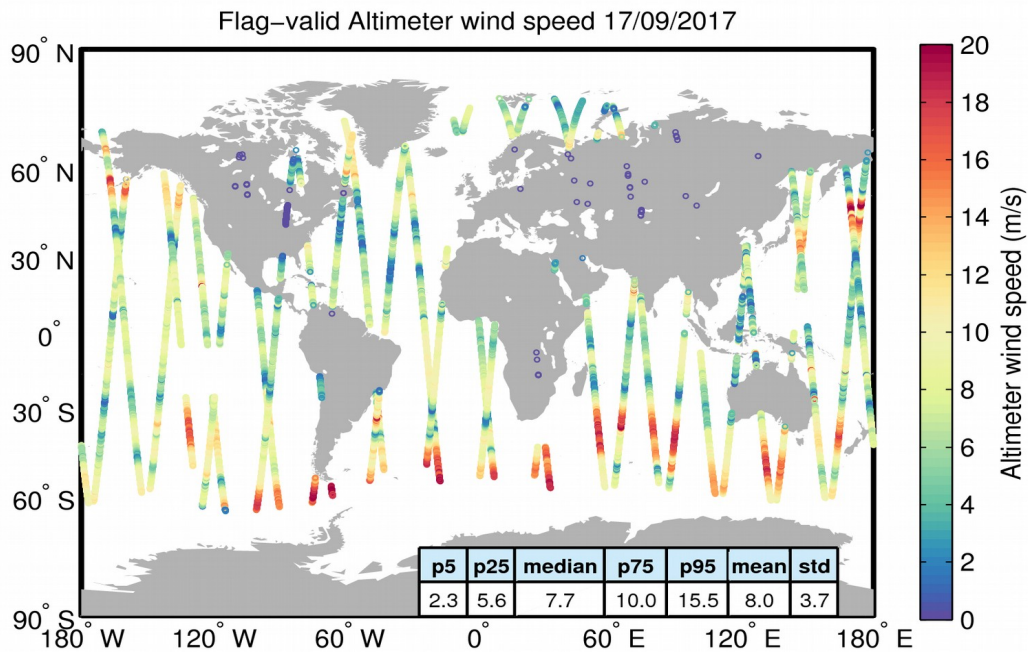 Flag−valid Altimeter wind speed 17/09/2017
90° N
60° N
30° N
0°
30° S
60° S
90° S
180° W
120° W
60° W
0°
60° E
120° E
180° E
p5 p25 median p75 p95 mean std
2.3 5.6 7.7 10.0 15.5 8.0 3.7
20
18
16
14
12
10
8
6
4
2
0
Altimeter wind speed (m/s)